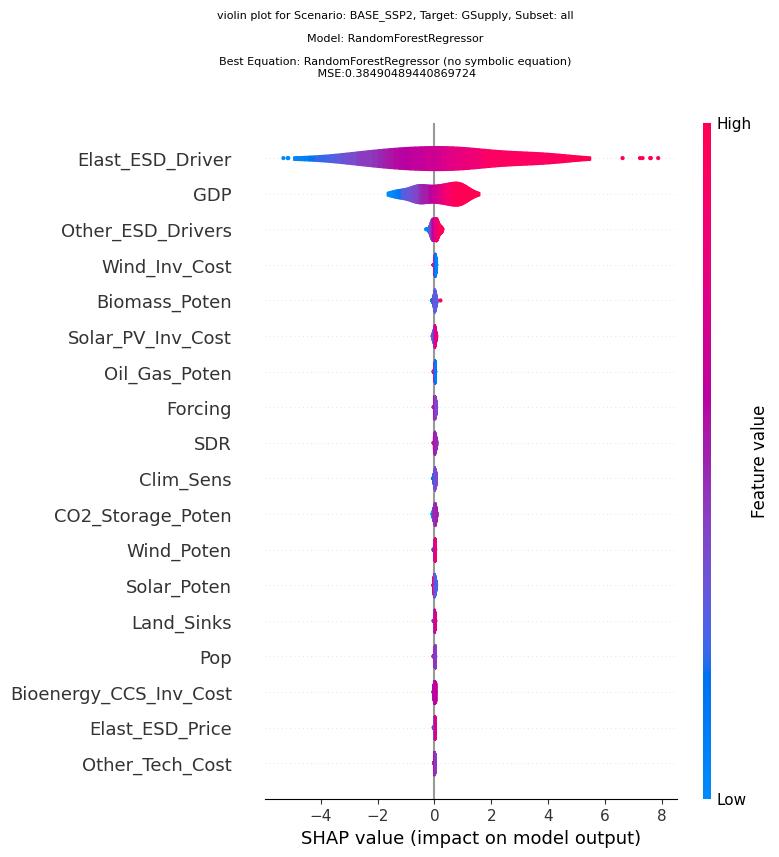 violin plot for Scenario: BASE_SSP2, Target: GSupply, Subset: all
Model: RandomForestRegressor
Best Equation: RandomForestRegressor (no symbolic equation)
MSE:0.38490489440869724
High
Elast_ESD_Driver
GDP
Other_ESD_Drivers
Wind_Inv_Cost
Biomass_Poten
Solar_PV_Inv_Cost
Oil_Gas_Poten
Forcing
SDR
Clim_Sens
CO2_Storage_Poten
Wind_Poten
Solar_Poten
Land_Sinks
Pop
Bioenergy_CCS_Inv_Cost
Elast_ESD_Price
Other_Tech_Cost
Feature value
Low
−4 −2 0 2 4 6 8
SHAP value (impact on model output)